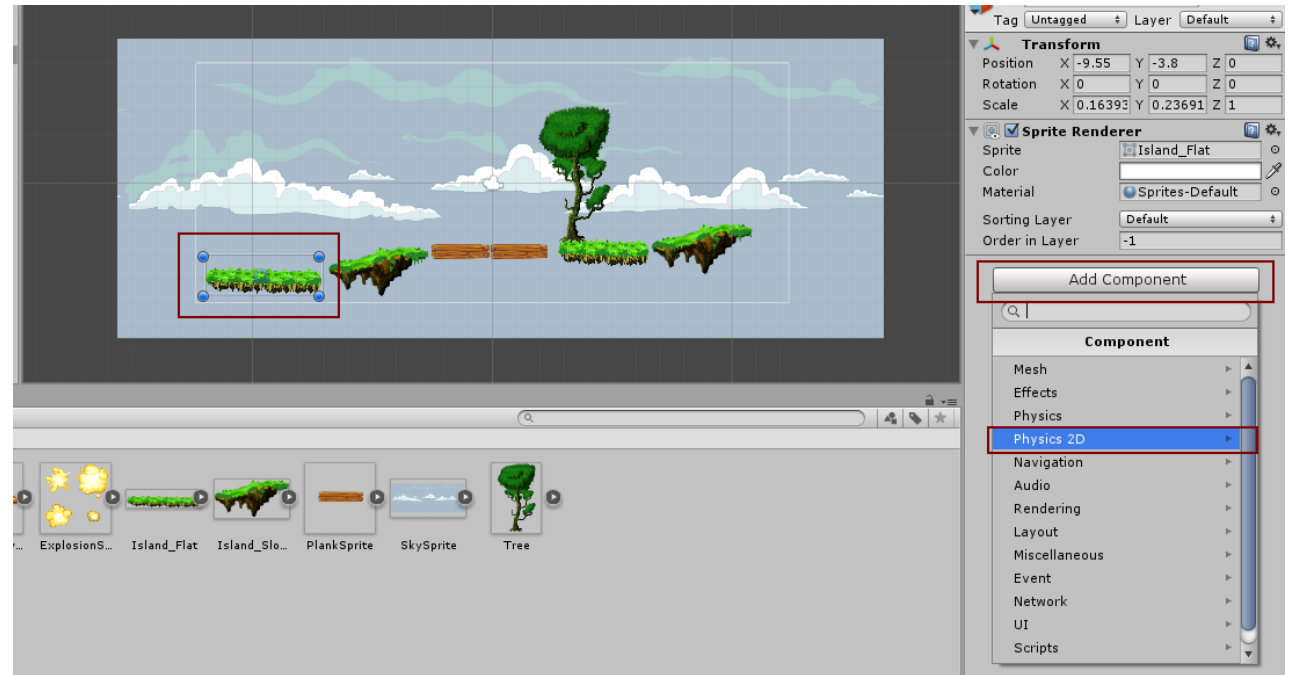 Tag Untagged Layer Default
Transform
Position X -9.55 Y -3.8 Z 0
Rotation X 0 Y 0 Z 0
Scale X 0.16393 Y 0.23691 Z 1
Sprite Renderer
Sprite Island_Flat
Color
Material Sprites-Default
Sorting Layer Default
Order in Layer -1
Add Component
Component
Mesh
Effects
Physics
Physics 2D
Navigation
Audio
Rendering
Layout
Miscellaneous
Event
Network
UI
Scripts
ExplosionS... Island_Flat Island_Slo... PlankSprite SkySprite Tree